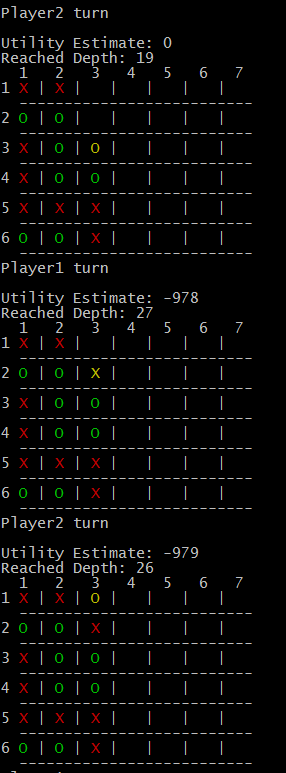 Player2 turn
Utility Estimate: 0
Reached Depth: 19
1 2 3 4 5 6 7
1 X | X | | | | |
---------------------------
2 O | O | | | | |
---------------------------
3 X | O | O | | | |
---------------------------
4 X | O | O | | | |
---------------------------
5 X | X | X | | | |
---------------------------
6 O | O | X | | | |
---------------------------
Player1 turn
Utility Estimate: -978
Reached Depth: 27
1 2 3 4 5 6 7
1 X | X | | | | |
---------------------------
2 O | O | X | | | |
---------------------------
3 X | O | O | | | |
---------------------------
4 X | O | O | | | |
---------------------------
5 X | X | X | | | |
---------------------------
6 O | O | X | | | |
---------------------------
Player2 turn
Utility Estimate: -979
Reached Depth: 26
1 2 3 4 5 6 7
1 X | X | O | | | |
---------------------------
2 O | O | X | | | |
---------------------------
3 X | O | O | | | |
---------------------------
4 X | O | O | | | |
---------------------------
5 X | X | X | | | |
---------------------------
6 O | O | X | | | |
---------------------------